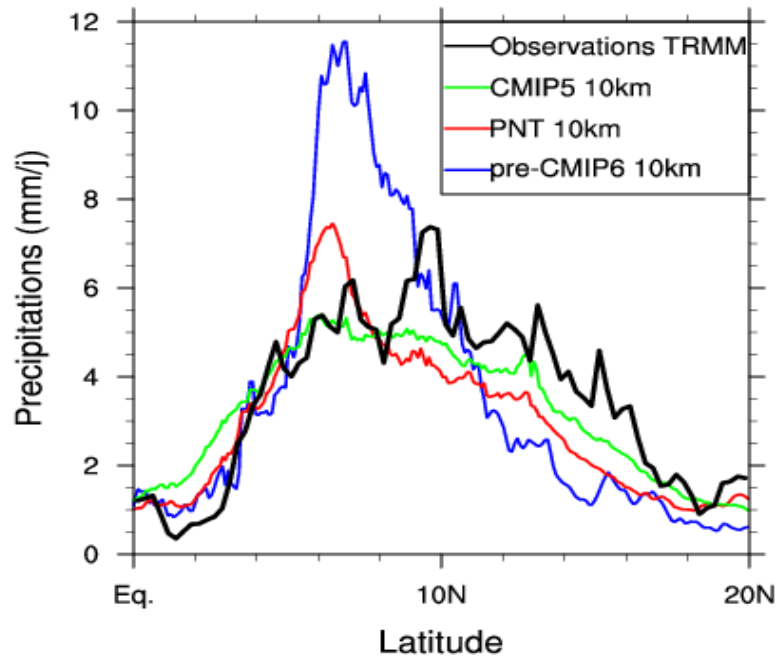 12
10
8
6
4
2
0
Precipitations (mm/j)
Observations TRMM
CMIP5 10km
PNT 10km
pre-CMIP6 10km
Eq.
10N
20N
Latitude